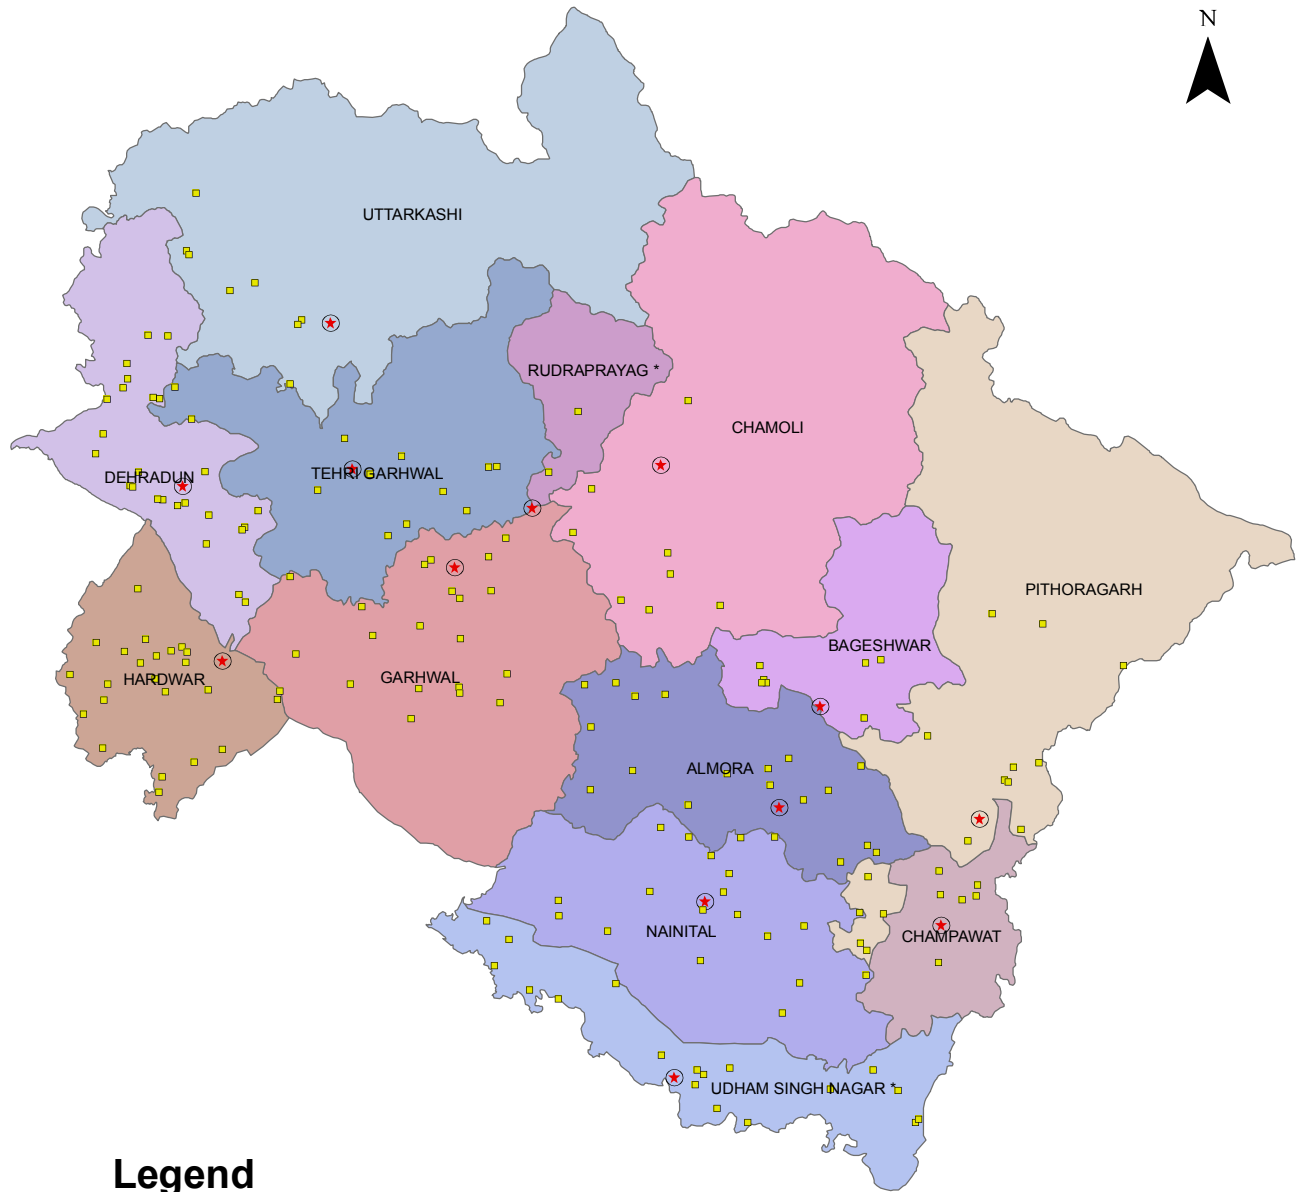 N
UTTARKASHI
RUDRAPRAYAG *
CHAMOLI
TEHRI GARHWAL
DEHRADUN
PITHORAGARH
BAGESHWAR
GARHWAL
HARDWAR
ALMORA
NAINITAL
CHAMPAWAT
UDHAM SINGH NAGAR *
Legend